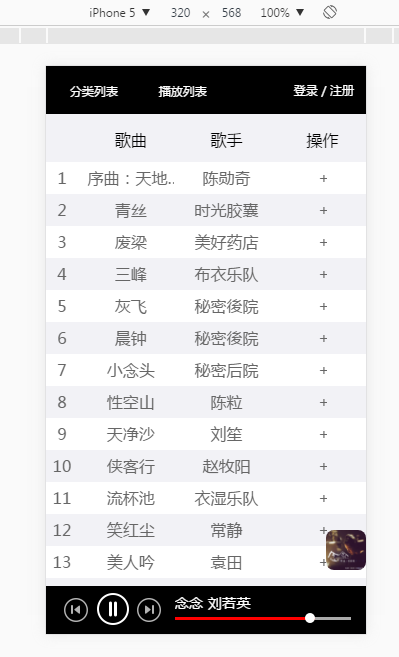 iPhone 5 ▼ 320 × 568 100% ▼
分类列表 播放列表 登录 / 注册
歌曲 歌手 操作
1 序曲：天地.. 陈勋奇 +
2 青丝 时光胶囊 +
3 废梁 美好药店 +
4 三峰 布衣乐队 +
5 灰飞 秘密後院 +
6 晨钟 秘密後院 +
7 小念头 秘密后院 +
8 性空山 陈粒 +
9 天净沙 刘笙 +
10 侠客行 赵牧阳 +
11 流杯池 衣湿乐队 +
12 笑红尘 常静 +
13 美人吟 袁田 +
念念 刘若英